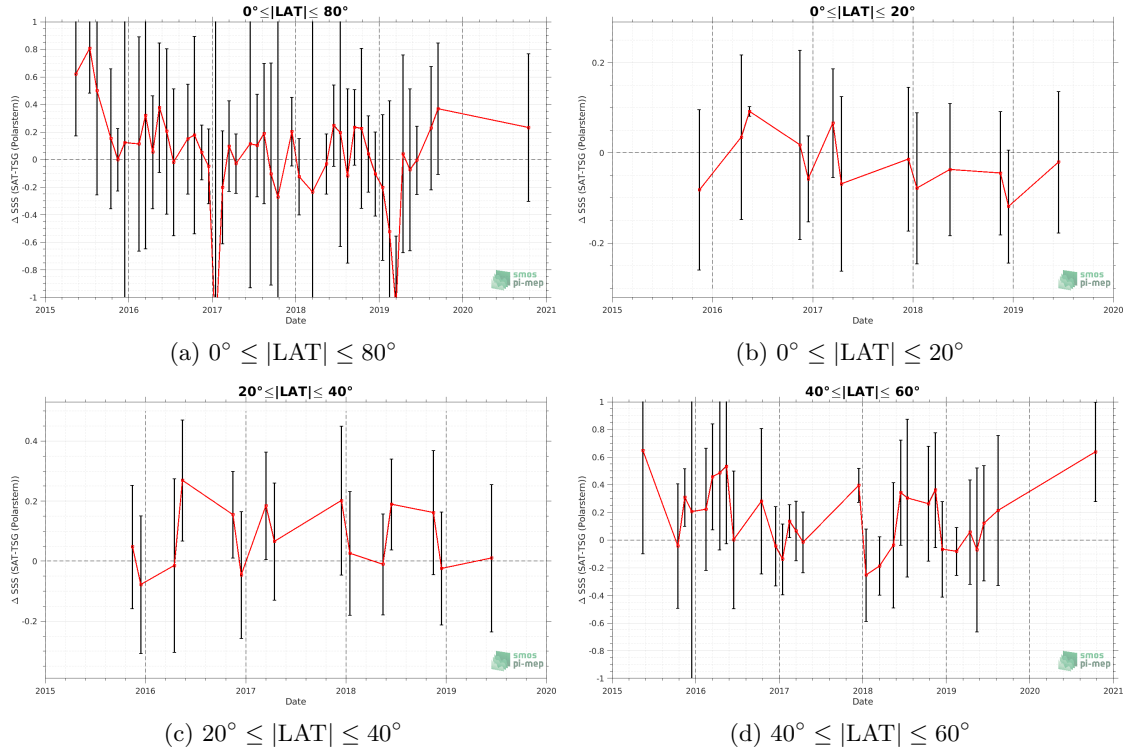 0°≤|LAT|≤ 80°
Δ SSS (SAT-TSG (Polarstern))
1
0.8
0.6
0.4
0.2
0
-0.2
-0.4
-0.6
-0.8
-1
2015
2016
2017
2018
2019
2020
2021
Date
smos
pi-mep
(a) 0° ≤ |LAT| ≤ 80°
0°≤|LAT|≤ 20°
Δ SSS (SAT-TSG (Polarstern))
0.2
0
-0.2
2015
2016
2017
2018
2019
2020
Date
smos
pi-mep
(b) 0° ≤ |LAT| ≤ 20°
20°≤|LAT|≤ 40°
Δ SSS (SAT-TSG (Polarstern))
0.4
0.2
0
-0.2
2015
2016
2017
2018
2019
2020
Date
smos
pi-mep
(c) 20° ≤ |LAT| ≤ 40°
40°≤|LAT|≤ 60°
Δ SSS (SAT-TSG (Polarstern))
1
0.8
0.6
0.4
0.2
0
-0.2
-0.4
-0.6
-0.8
-1
2015
2016
2017
2018
2019
2020
2021
Date
smos
pi-mep
(d) 40° ≤ |LAT| ≤ 60°